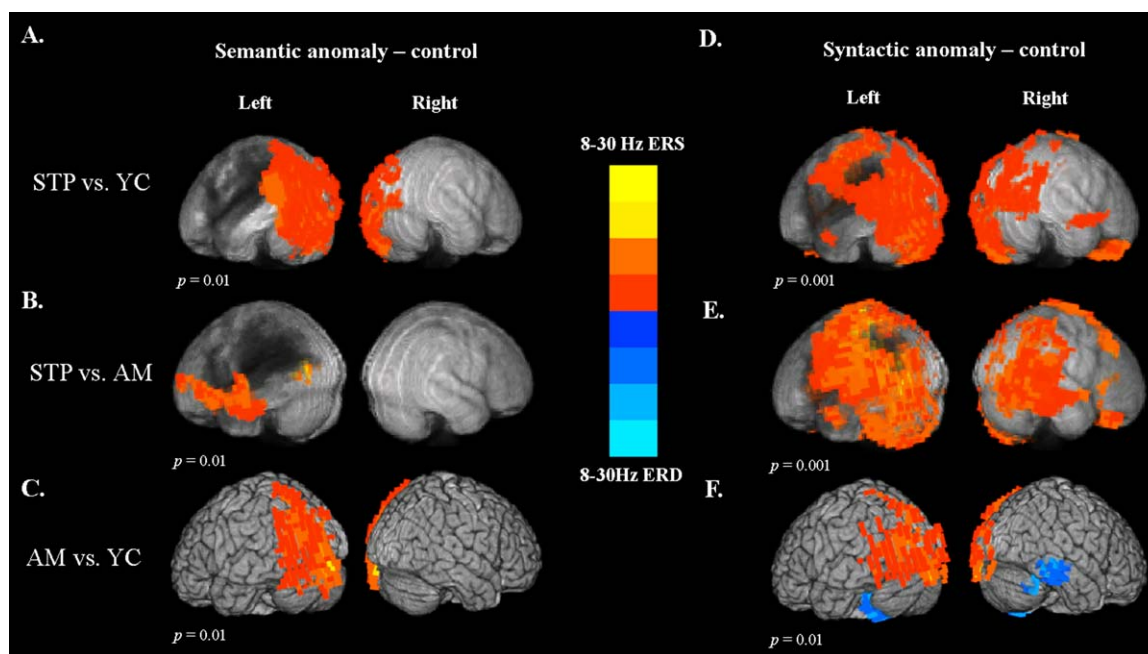 A.
Semantic anomaly – control
Left
Right
STP vs. YC
p = 0.01
B.
STP vs. AM
p = 0.01
C.
AM vs. YC
p = 0.01
8-30 Hz ERS
8-30Hz ERD
D.
Syntactic anomaly – control
Left
Right
p = 0.001
E.
p = 0.001
F.
p = 0.01